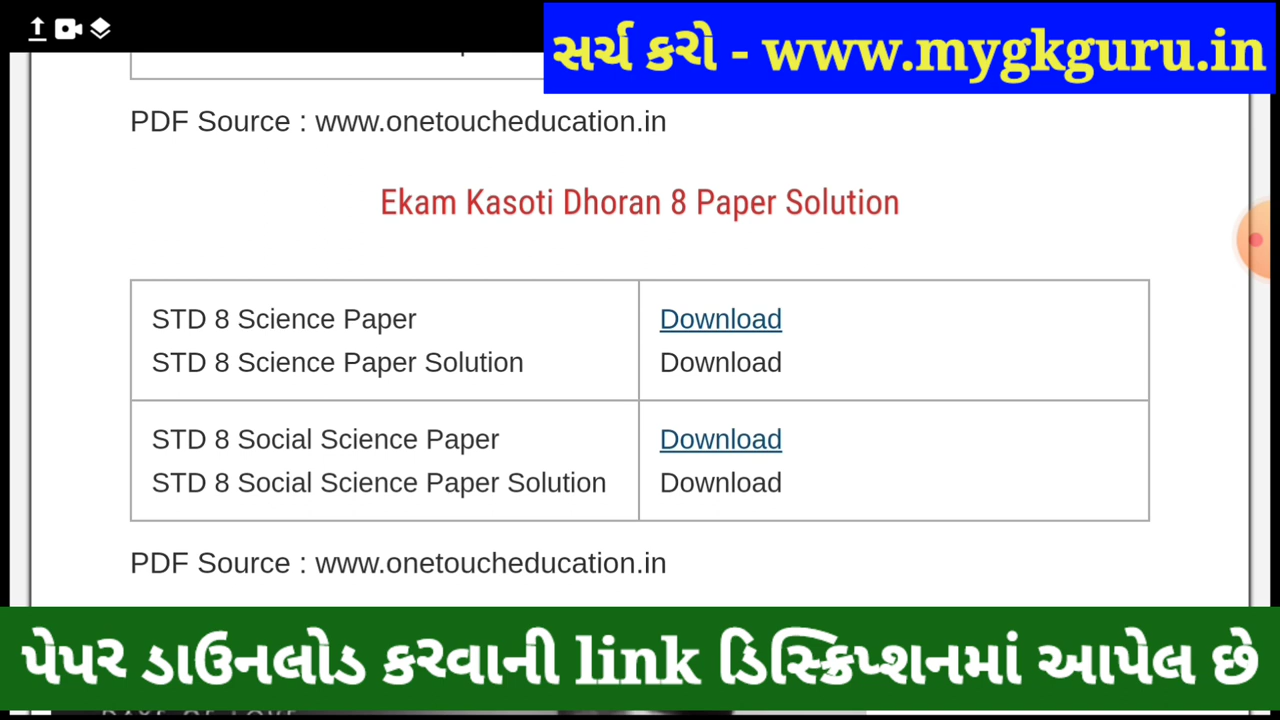 સર્ચ કરો - www.mygkguru.in
PDF Source : www.onetoucheducation.in
Ekam Kasoti Dhoran 8 Paper Solution
STD 8 Science Paper Download
STD 8 Science Paper Solution Download
STD 8 Social Science Paper Download
STD 8 Social Science Paper Solution Download
PDF Source : www.onetoucheducation.in
પેપર ડાઉનલોડ કરવાની link ડિસ્ક્રિપ્શનમાં આપેલ છે